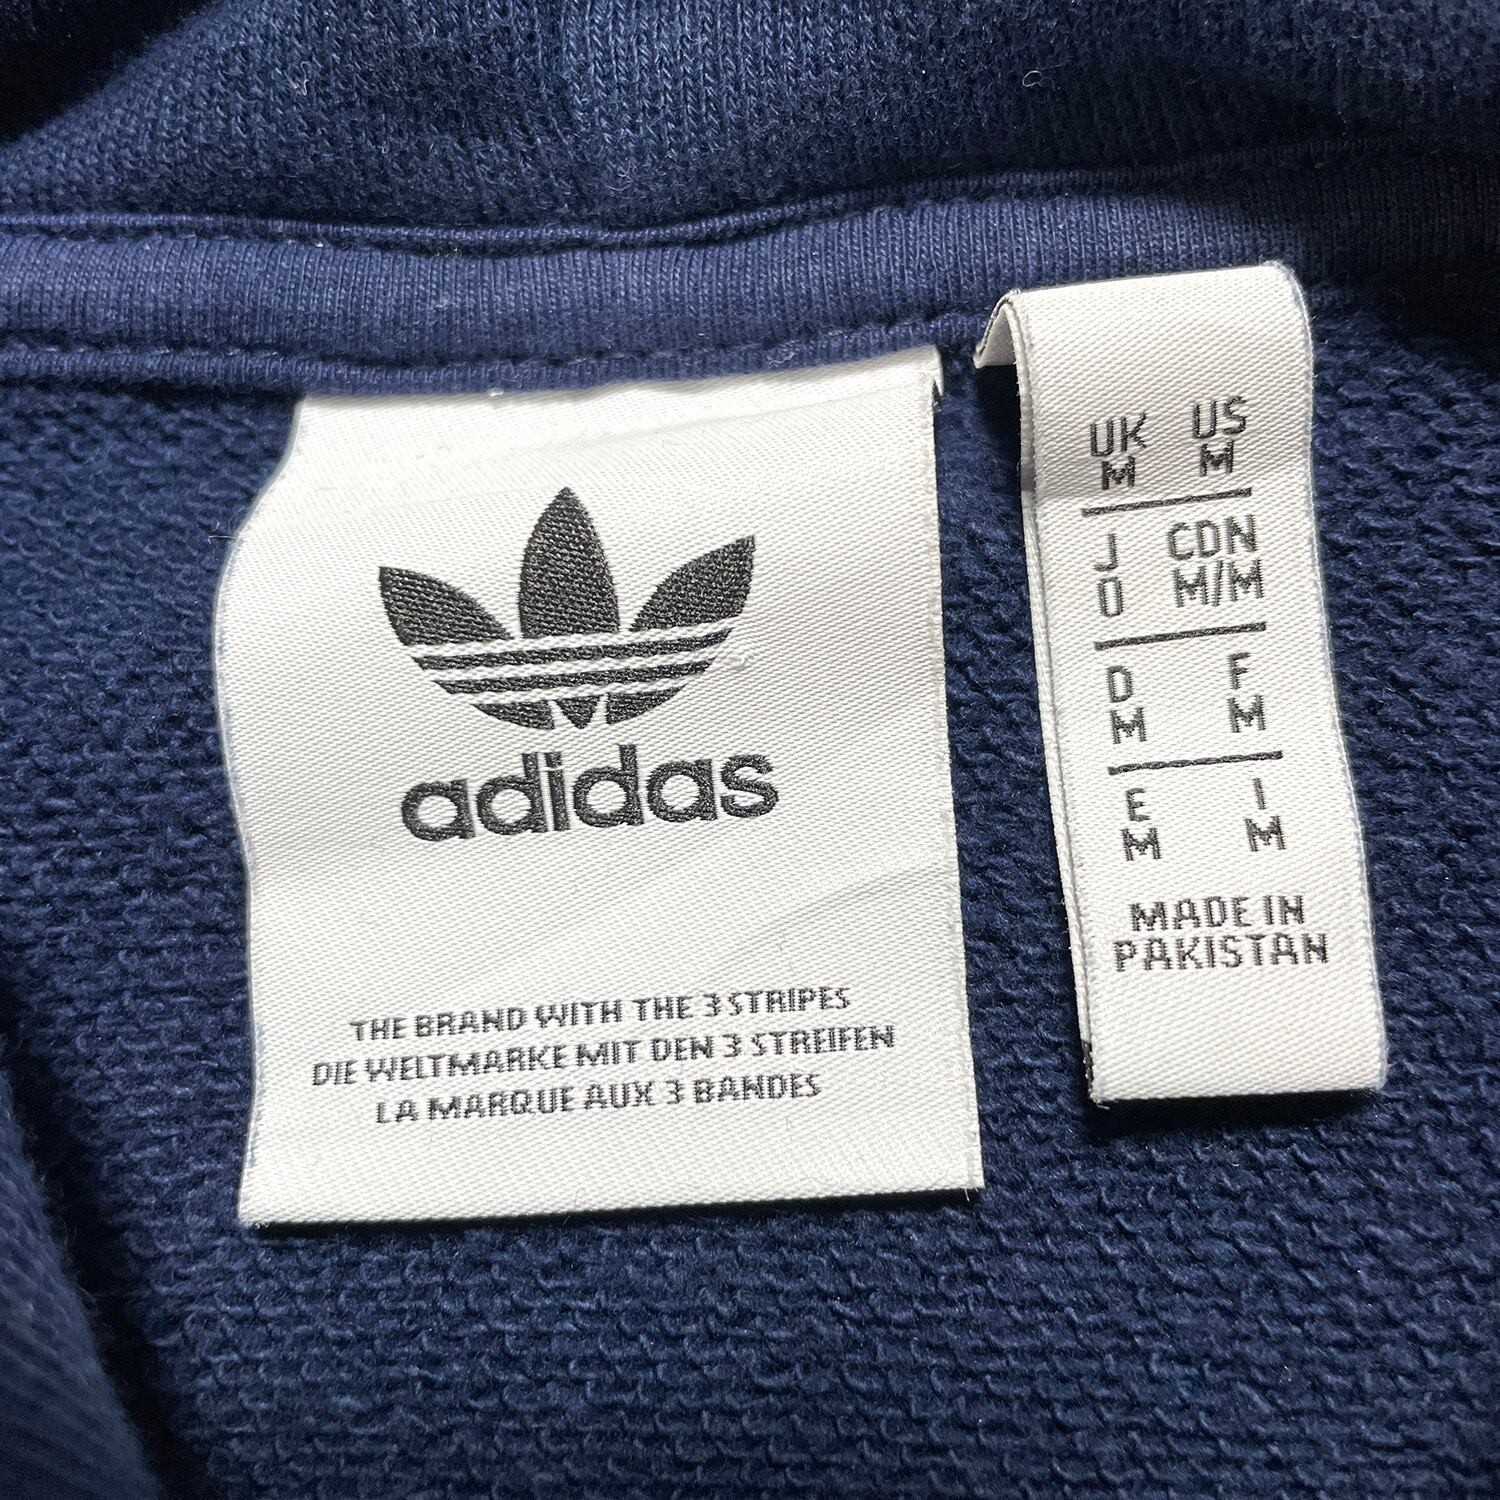 adidas
THE BRAND WITH THE 3 STRIPES
DIE WELTMARKE MIT DEN 3 STREIFEN
LA MARQUE AUX 3 BANDES
UK US
M M
J CDN
O M/M
D F
M M
E I
M M
MADE IN
PAKISTAN